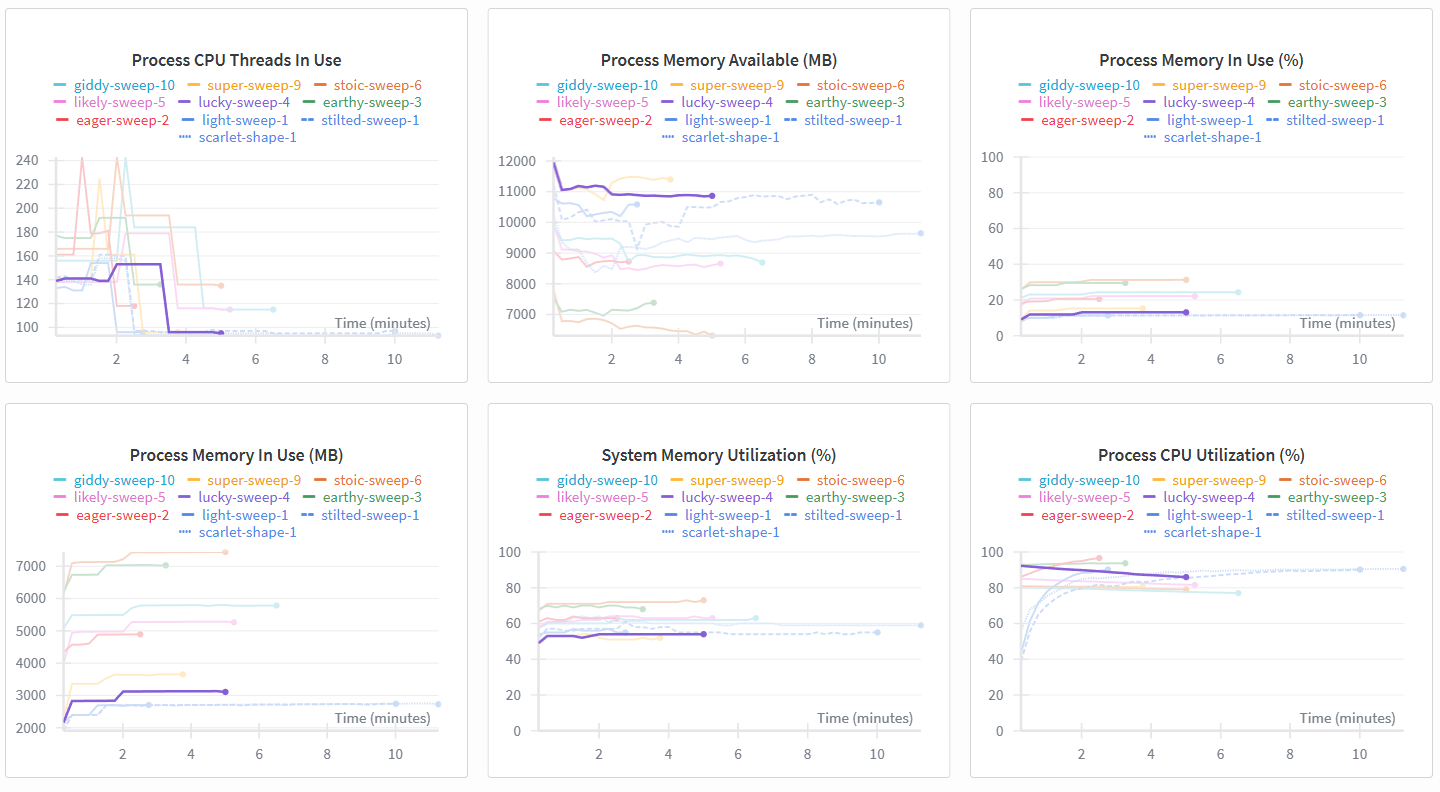 Process CPU Threads In Use
giddy-sweep-10 super-sweep-9 stoic-sweep-6
likely-sweep-5 lucky-sweep-4 earthy-sweep-3
eager-sweep-2 light-sweep-1 stilted-sweep-1
scarlet-shape-1
240
220
200
180
160
140
120
100
Time (minutes)
2 4 6 8 10
Process Memory Available (MB)
giddy-sweep-10 super-sweep-9 stoic-sweep-6
likely-sweep-5 lucky-sweep-4 earthy-sweep-3
eager-sweep-2 light-sweep-1 stilted-sweep-1
scarlet-shape-1
12000
11000
10000
9000
8000
7000
Time (minutes)
2 4 6 8 10
Process Memory In Use (%)
giddy-sweep-10 super-sweep-9 stoic-sweep-6
likely-sweep-5 lucky-sweep-4 earthy-sweep-3
eager-sweep-2 light-sweep-1 stilted-sweep-1
scarlet-shape-1
100
80
60
40
20
0
Time (minutes)
2 4 6 8 10
Process Memory In Use (MB)
giddy-sweep-10 super-sweep-9 stoic-sweep-6
likely-sweep-5 lucky-sweep-4 earthy-sweep-3
eager-sweep-2 light-sweep-1 stilted-sweep-1
scarlet-shape-1
7000
6000
5000
4000
3000
2000
Time (minutes)
2 4 6 8 10
System Memory Utilization (%)
giddy-sweep-10 super-sweep-9 stoic-sweep-6
likely-sweep-5 lucky-sweep-4 earthy-sweep-3
eager-sweep-2 light-sweep-1 stilted-sweep-1
scarlet-shape-1
100
80
60
40
20
0
Time (minutes)
2 4 6 8 10
Process CPU Utilization (%)
giddy-sweep-10 super-sweep-9 stoic-sweep-6
likely-sweep-5 lucky-sweep-4 earthy-sweep-3
eager-sweep-2 light-sweep-1 stilted-sweep-1
scarlet-shape-1
100
80
60
40
20
0
Time (minutes)
2 4 6 8 10